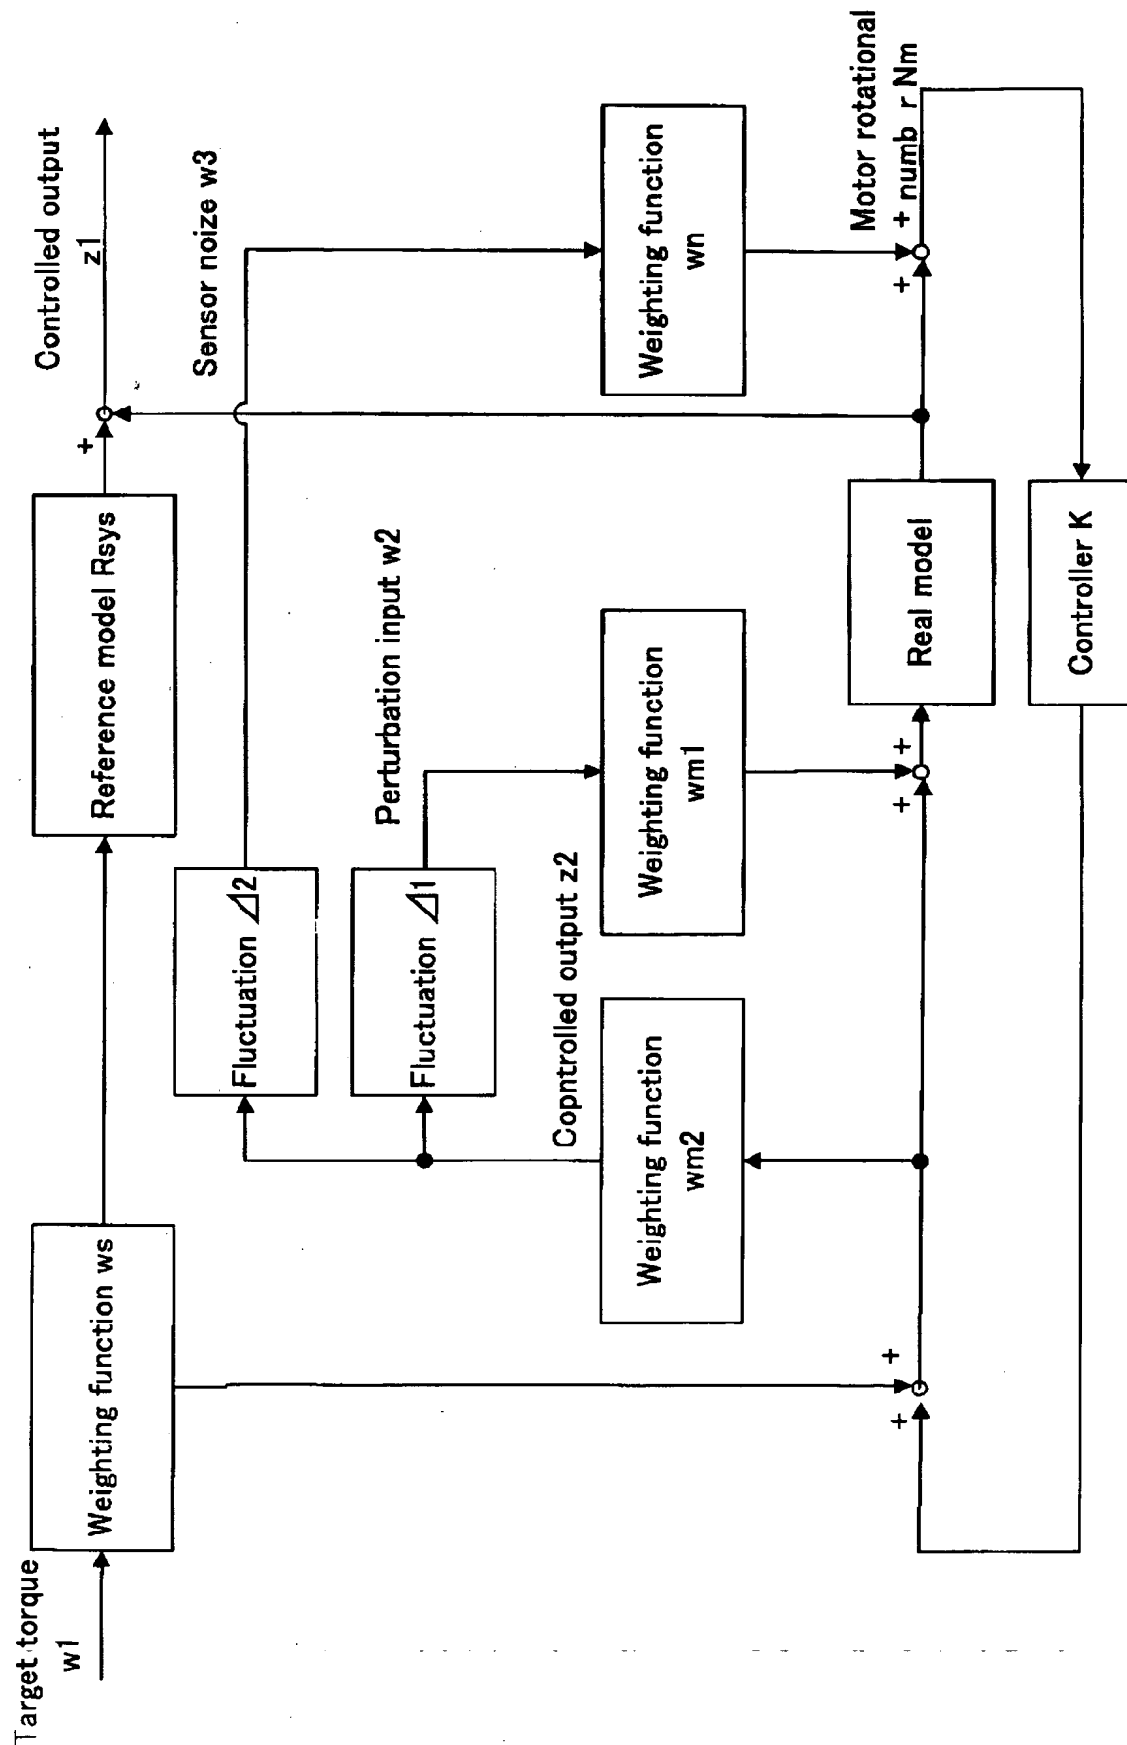 Target torque
w1
Weighting function ws
Reference model Rsys
+
Controlled output
z1
Fluctuation ⊿2
Sensor noize w3
Fluctuation ⊿1
Perturbation input w2
Copntrolled output z2
Weighting function
wm2
Weighting function
wm1
Weighting function
wn
+
+
+
+
+
+
Motor rotational
numb r Nm
Real model
Controller K